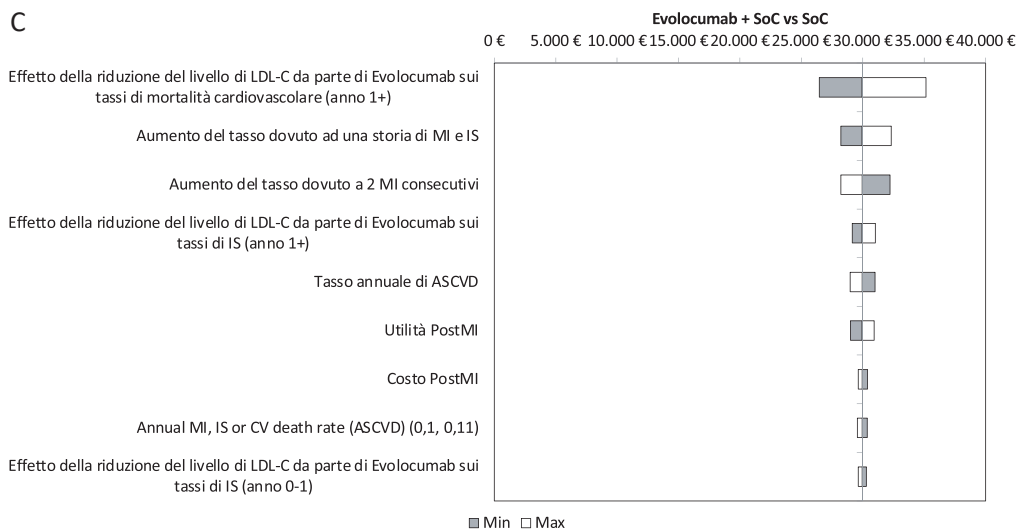 C
Evolocumab + SoC vs SoC
0 € 5.000 € 10.000 € 15.000 € 20.000 € 25.000 € 30.000 € 35.000 € 40.000 €
Effetto della riduzione del livello di LDL-C da parte di Evolocumab sui
tassi di mortalità cardiovascolare (anno 1+)
Aumento del tasso dovuto ad una storia di MI e IS
Aumento del tasso dovuto a 2 MI consecutivi
Effetto della riduzione del livello di LDL-C da parte di Evolocumab sui
tassi di IS (anno 1+)
Tasso annuale di ASCVD
Utilità PostMI
Costo PostMI
Annual MI, IS or CV death rate (ASCVD) (0,1, 0,11)
Effetto della riduzione del livello di LDL-C da parte di Evolocumab sui
tassi di IS (anno 0-1)
Min Max